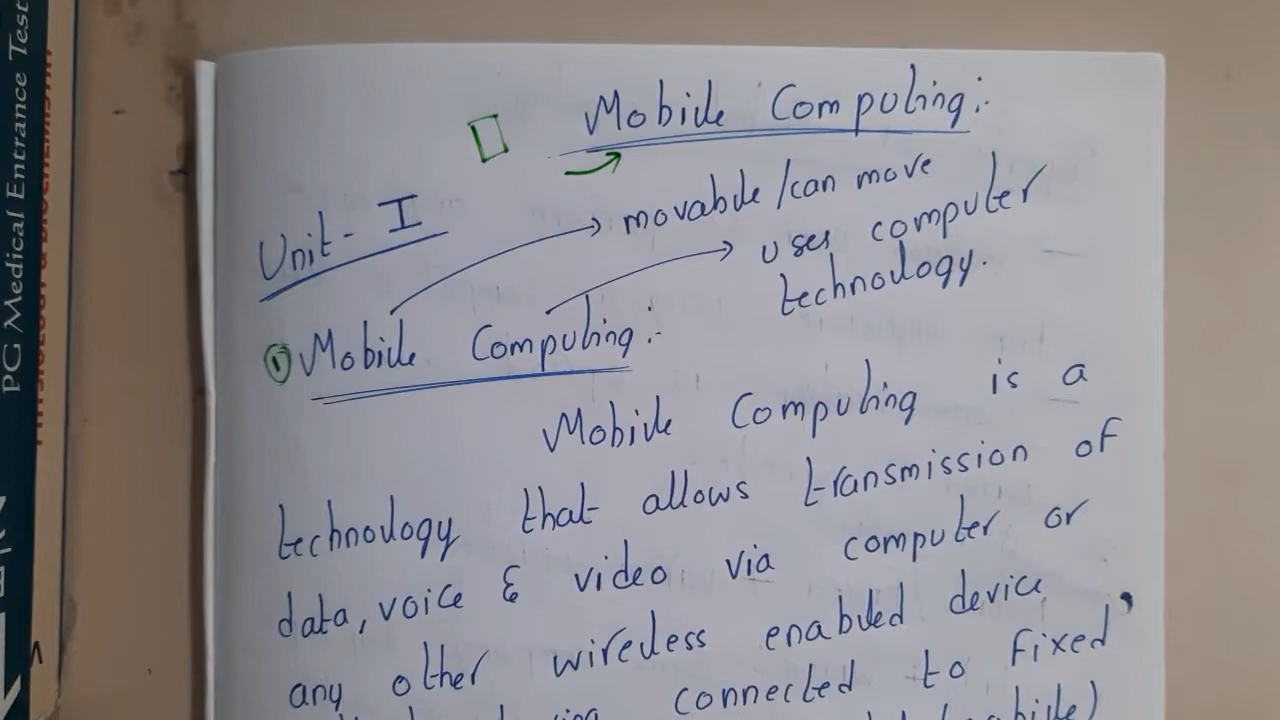 Mobile Computing:-
Unit - I
→ movable / can move
→ uses computer
technology.
① Mobile Computing:-
Mobile Computing is a
technology that allows transmission of
data, voice & video via computer or
any other wireless enabled device
connected to fixed
PG Medical Entrance Test